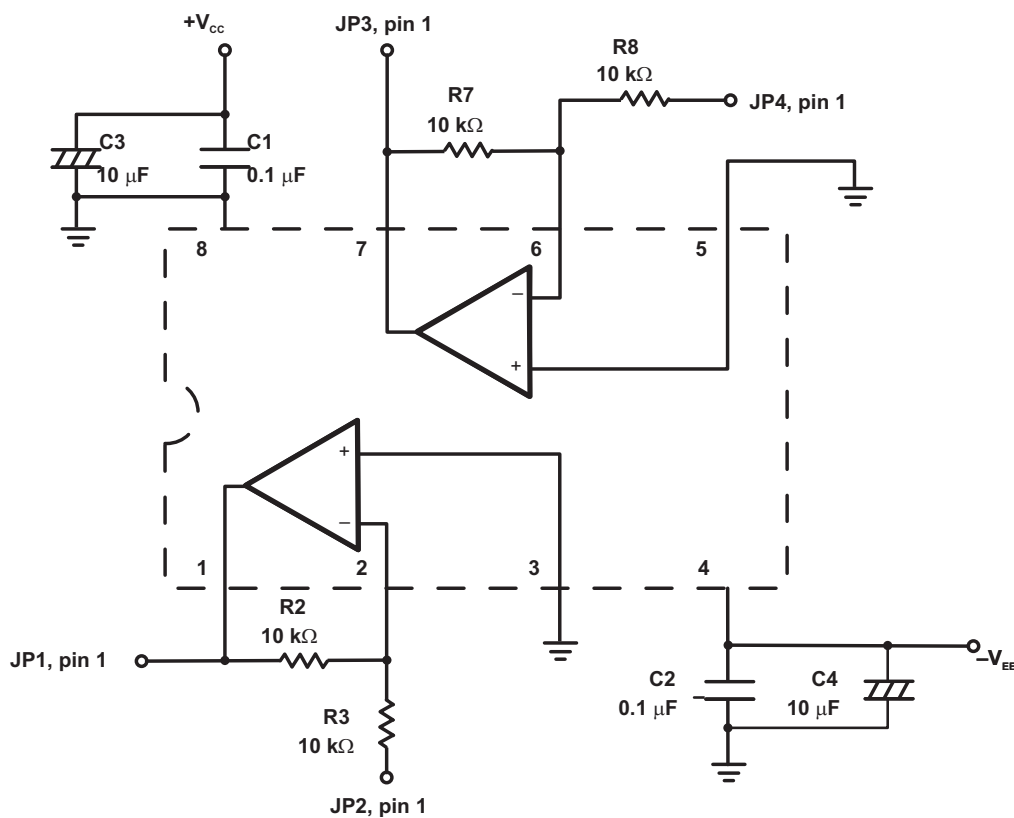 +VCC
JP3, pin 1
R8
10 kΩ
JP4, pin 1
R7
10 kΩ
C3
10 μF
C1
0.1 μF
8
7
6
5
–
+
+
–
1
2
3
4
R2
10 kΩ
JP1, pin 1
R3
10 kΩ
JP2, pin 1
C2
0.1 μF
–
C4
10 μF
–VEE